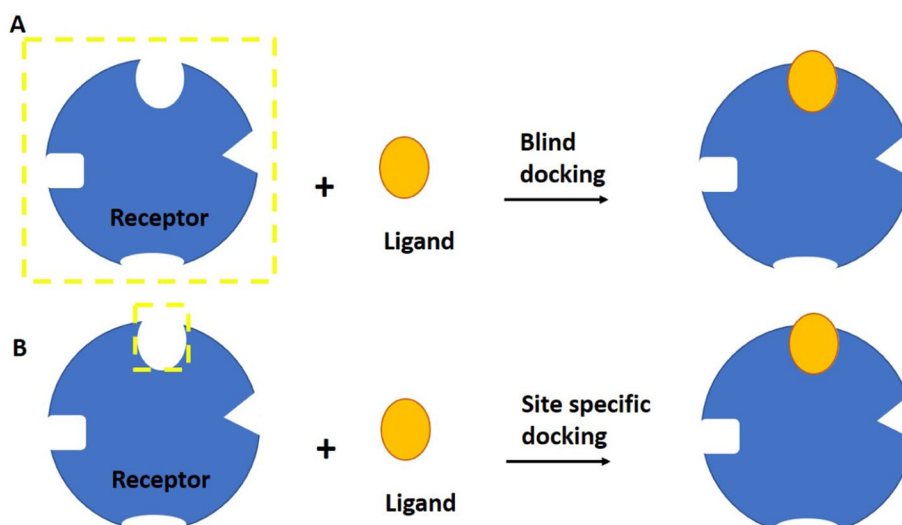 A
Receptor
+
Ligand
Blind
docking
B
Receptor
+
Ligand
Site specific
docking